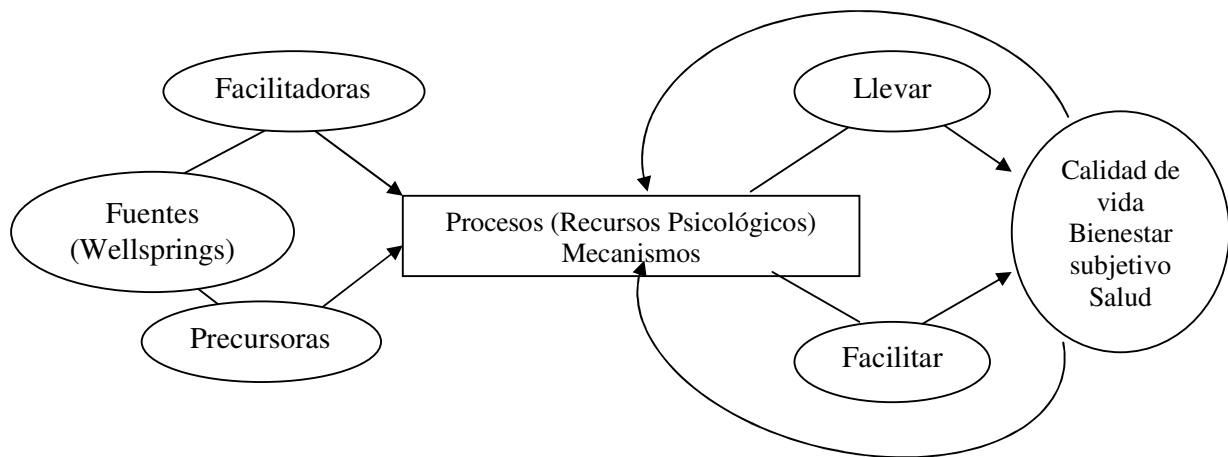 Facilitadoras
Fuentes
(Wellsprings)
Precursoras
Procesos (Recursos Psicológicos)
Mecanismos
Llevar
Facilitar
Calidad de
vida
Bienestar
subjetivo
Salud